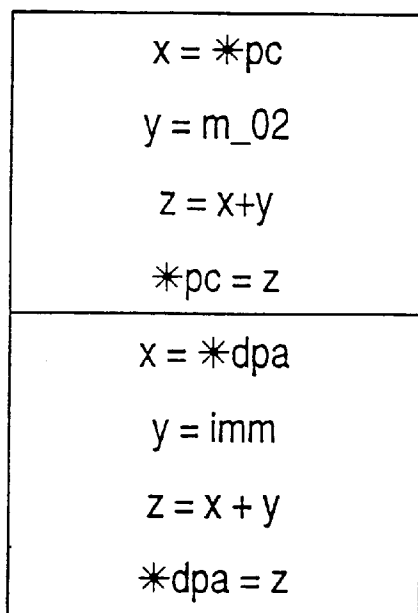 x = *pc
y = m_02
z = x+y
*pc = z
x = *dpa
y = imm
z = x + y
*dpa = z